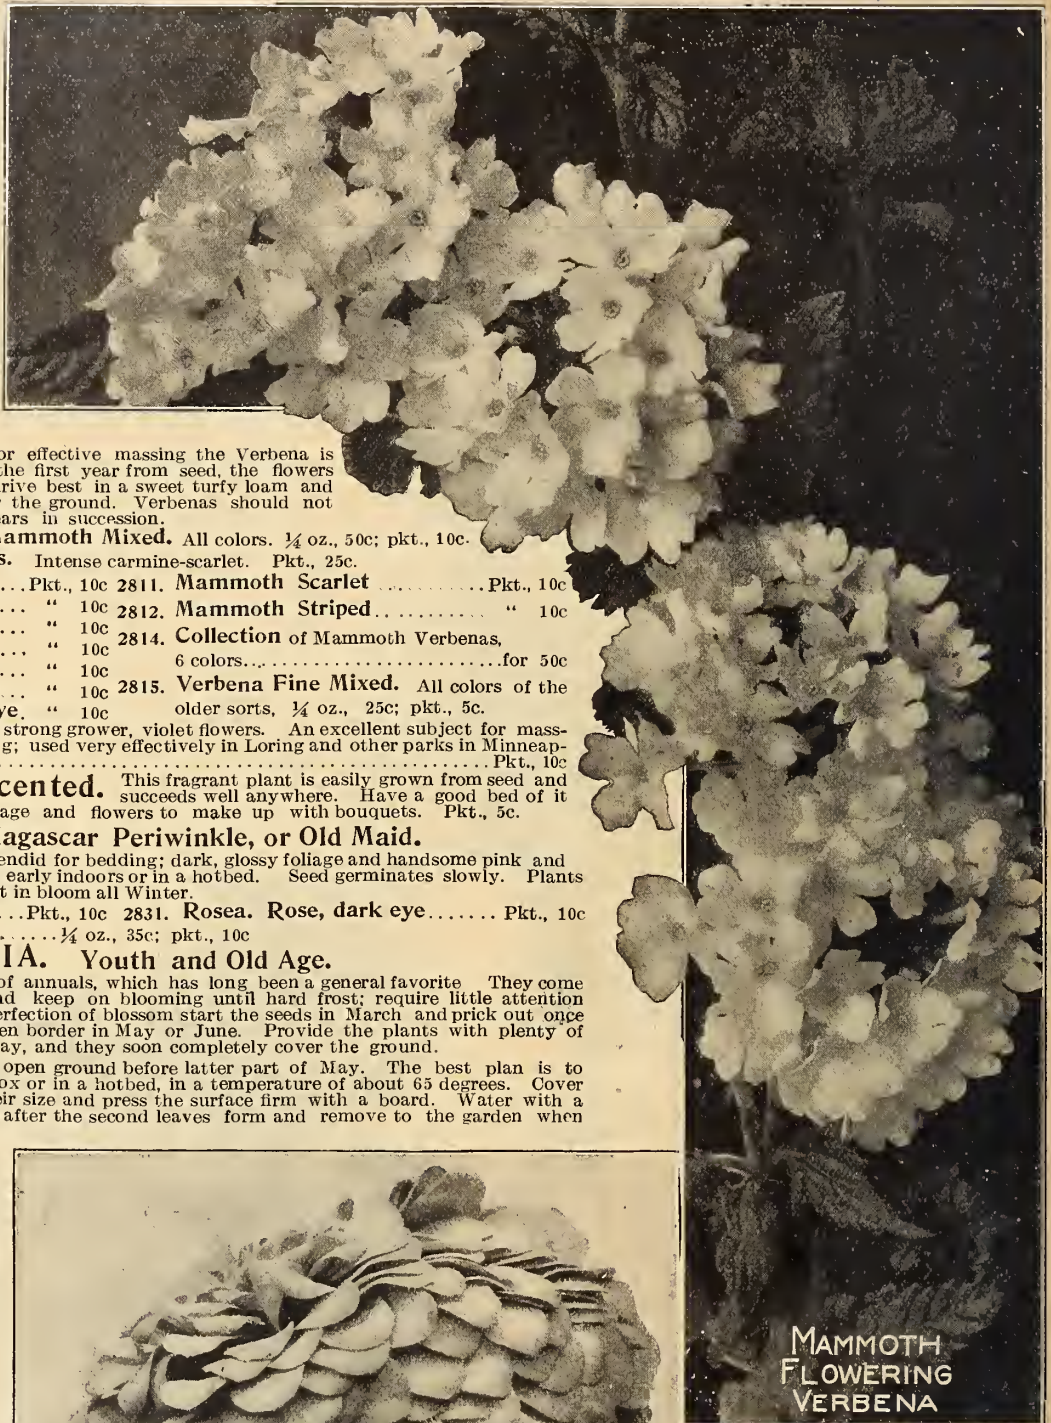 or effective massing the Verbena is
the first year from seed, the flowers
rive best in a sweet turfy loam and
the ground. Verbenas should not
ars in succession.
ammoth Mixed. All colors. ¼ oz., 50c; pkt., 10c.
s. Intense carmine-scarlet. Pkt., 25c.
...Pkt., 10c 2811. Mammoth Scarlet ............Pkt., 10c
... “ 10c 2812. Mammoth Striped............ “ 10c
... “ 10c
... “ 10c 2814. Collection of Mammoth Verbenas,
... “ 10c 6 colors..........................for 50c
... “ 10c 2815. Verbena Fine Mixed. All colors of the
ye. “ 10c older sorts, ¼ oz., 25c; pkt., 5c.
strong grower, violet flowers. An excellent subject for mass-
g; used very effectively in Loring and other parks in Minneap-
............................................................Pkt., 10c
cented. This fragrant plant is easily grown from seed and
succeeds well anywhere. Have a good bed of it
age and flowers to make up with bouquets. Pkt., 5c.
agascar Periwinkle, or Old Maid.
endid for bedding; dark, glossy foliage and handsome pink and
early indoors or in a hotbed. Seed germinates slowly. Plants
t in bloom all Winter.
...Pkt., 10c 2831. Rosea. Rose, dark eye....... Pkt., 10c
.......¼ oz., 35c; pkt., 10c
IA. Youth and Old Age.
of annuals, which has long been a general favorite They come
nd keep on blooming until hard frost; require little attention
erfection of blossom start the seeds in March and prick out once
en border in May or June. Provide the plants with plenty of
ay, and they soon completely cover the ground.
open ground before latter part of May. The best plan is to
ox or in a hotbed, in a temperature of about 65 degrees. Cover
eir size and press the surface firm with a board. Water with a
after the second leaves form and remove to the garden when
MAMMOTH
FLOWERING
VERBENA